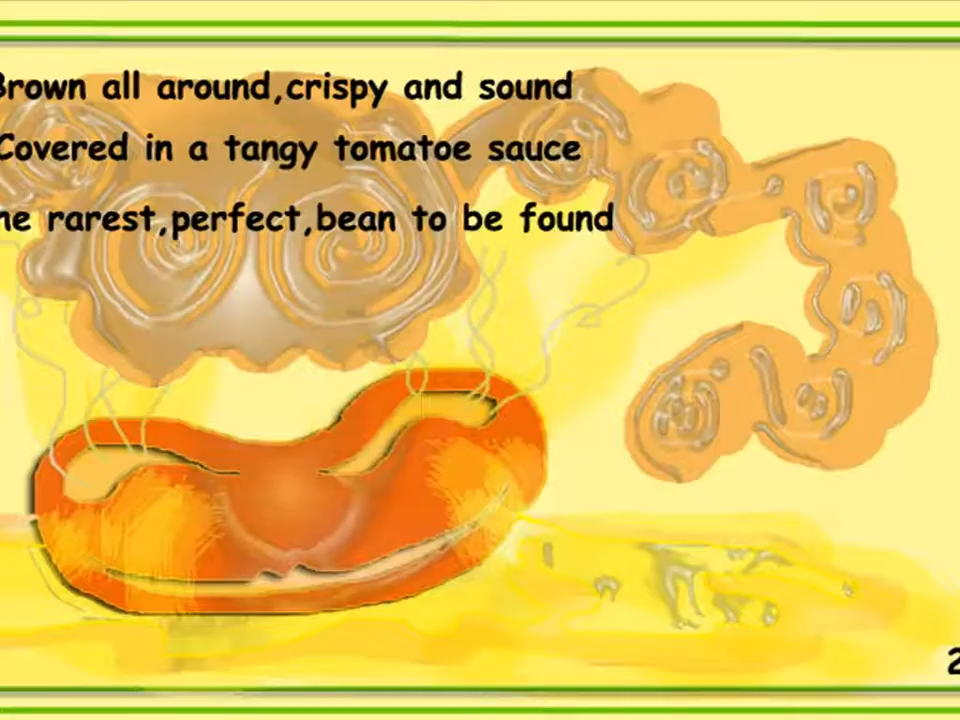 Brown all around,crispy and sound
Covered in a tangy tomatoe sauce
he rarest,perfect,bean to be found
2